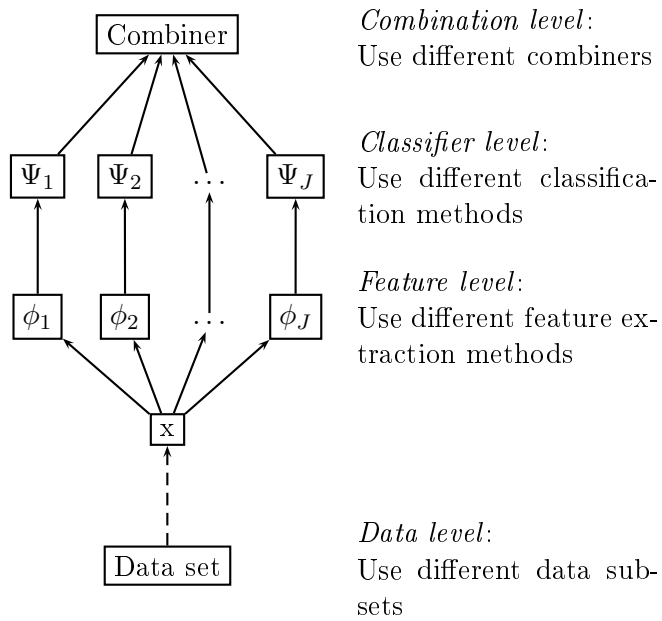 Combiner
Combination level:
Use different combiners
Ψ1 Ψ2 ... ΨJ
Classifier level:
Use different classifica-
tion methods
ϕ1 ϕ2 ... ϕJ
Feature level:
Use different feature ex-
traction methods
x
Data set
Data level:
Use different data sub-
sets